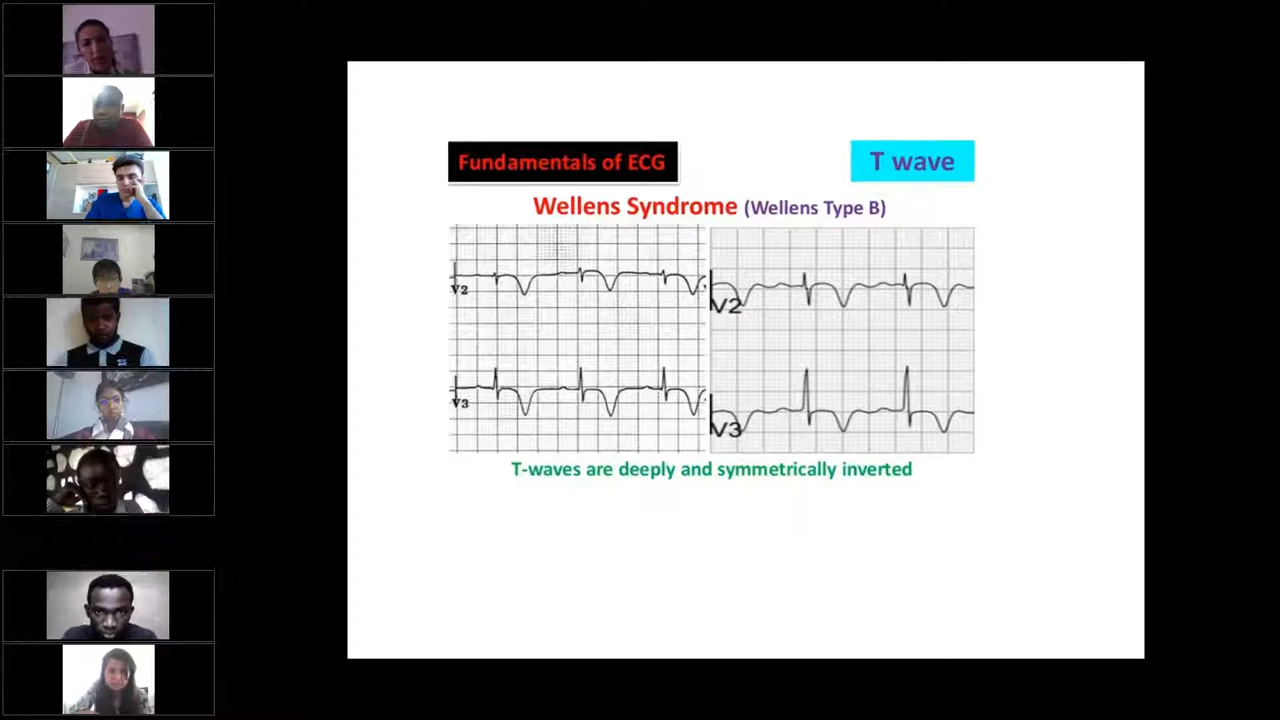 Fundamentals of ECG
T wave
Wellens Syndrome (Wellens Type B)
V2
V2
V3
V3
T-waves are deeply and symmetrically inverted